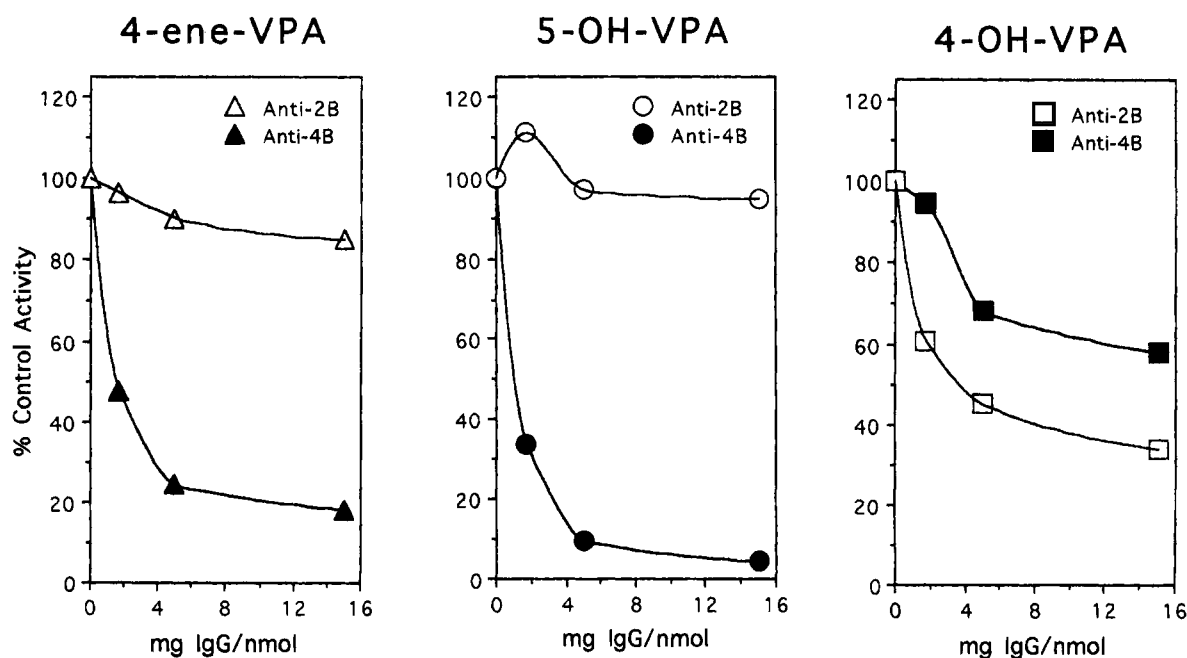 4-ene-VPA
% Control Activity
120
100
80
60
40
20
0
Anti-2B
Anti-4B
0 4 8 12 16
mg IgG/nmol
5-OH-VPA
120
100
80
60
40
20
0
Anti-2B
Anti-4B
0 4 8 12 16
mg IgG/nmol
4-OH-VPA
120
100
80
60
40
20
0
Anti-2B
Anti-4B
0 4 8 12 16
mg IgG/nmol